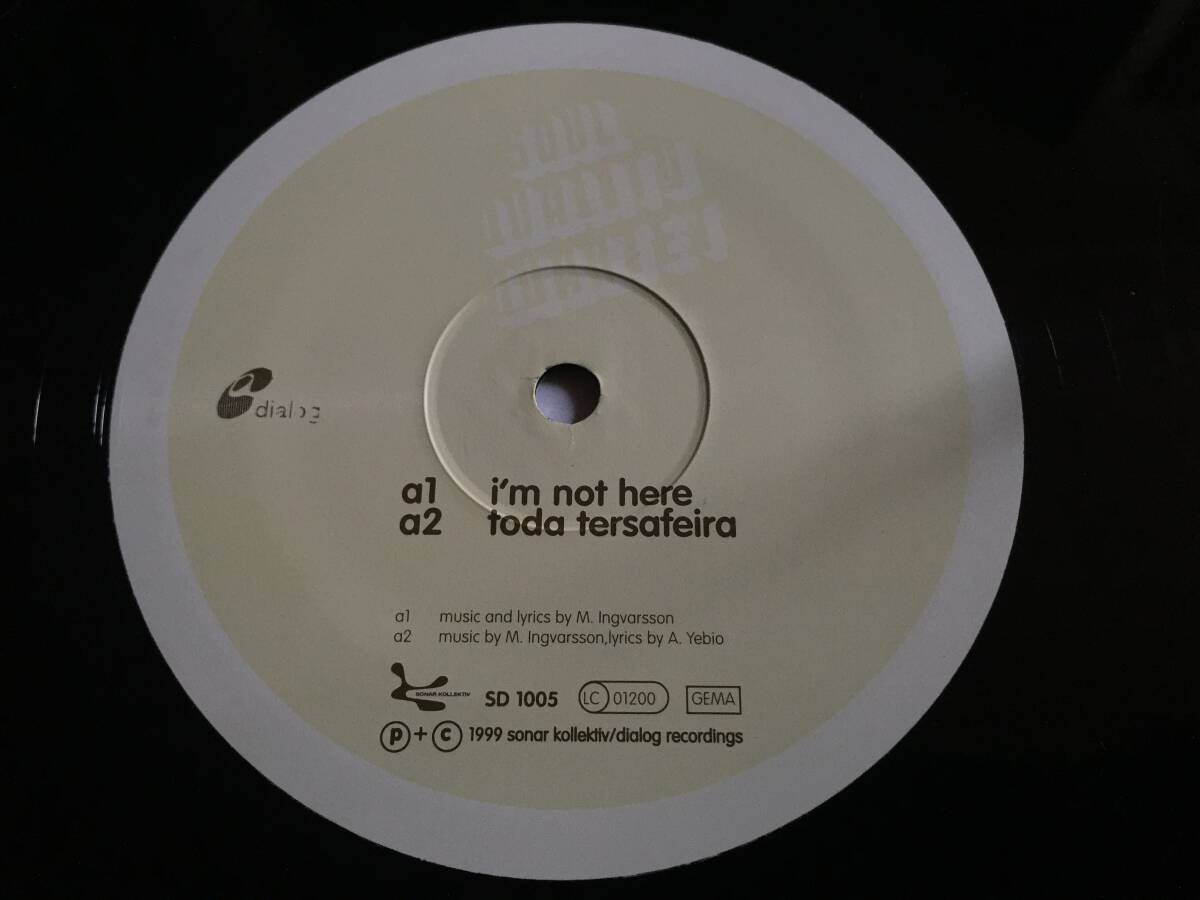 dialog
a1 i'm not here
a2 toda tersafeira
a1 music and lyrics by M. Ingvarsson
a2 music by M. Ingvarsson,lyrics by A. Yebio
SONAR KOLLEKTIV SD 1005 LC 01200 GEMA
p + c 1999 sonar kollektiv/dialog recordings